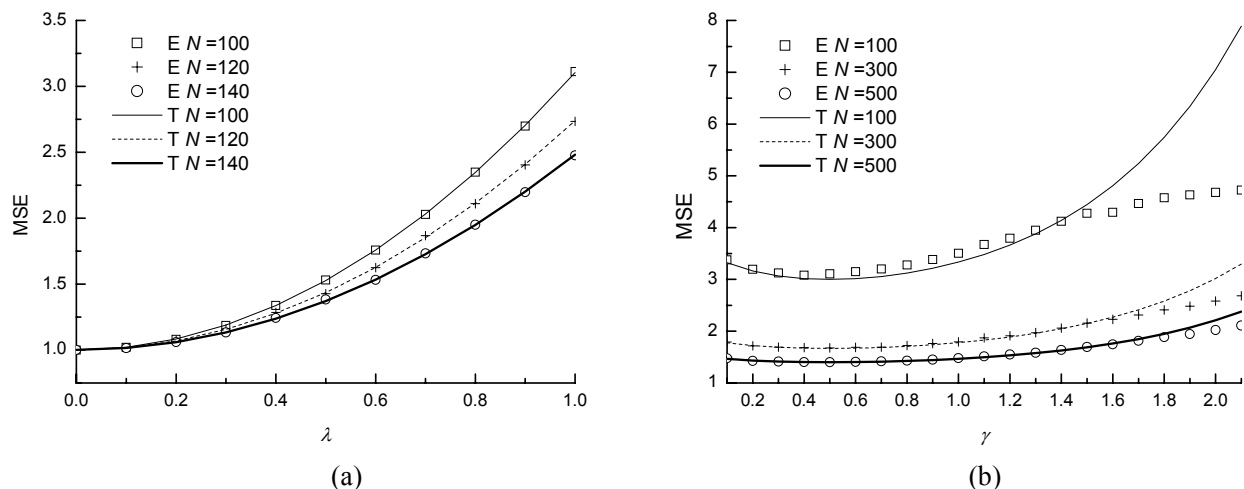 3.5
3.0
2.5
2.0
1.5
1.0
MSE
E N=100
E N=120
E N=140
T N=100
T N=120
T N=140
0.0 0.2 0.4 0.6 0.8 1.0
λ
(a)
8
7
6
5
4
3
2
1
MSE
E N=100
E N=300
E N=500
T N=100
T N=300
T N=500
0.2 0.4 0.6 0.8 1.0 1.2 1.4 1.6 1.8 2.0
γ
(b)